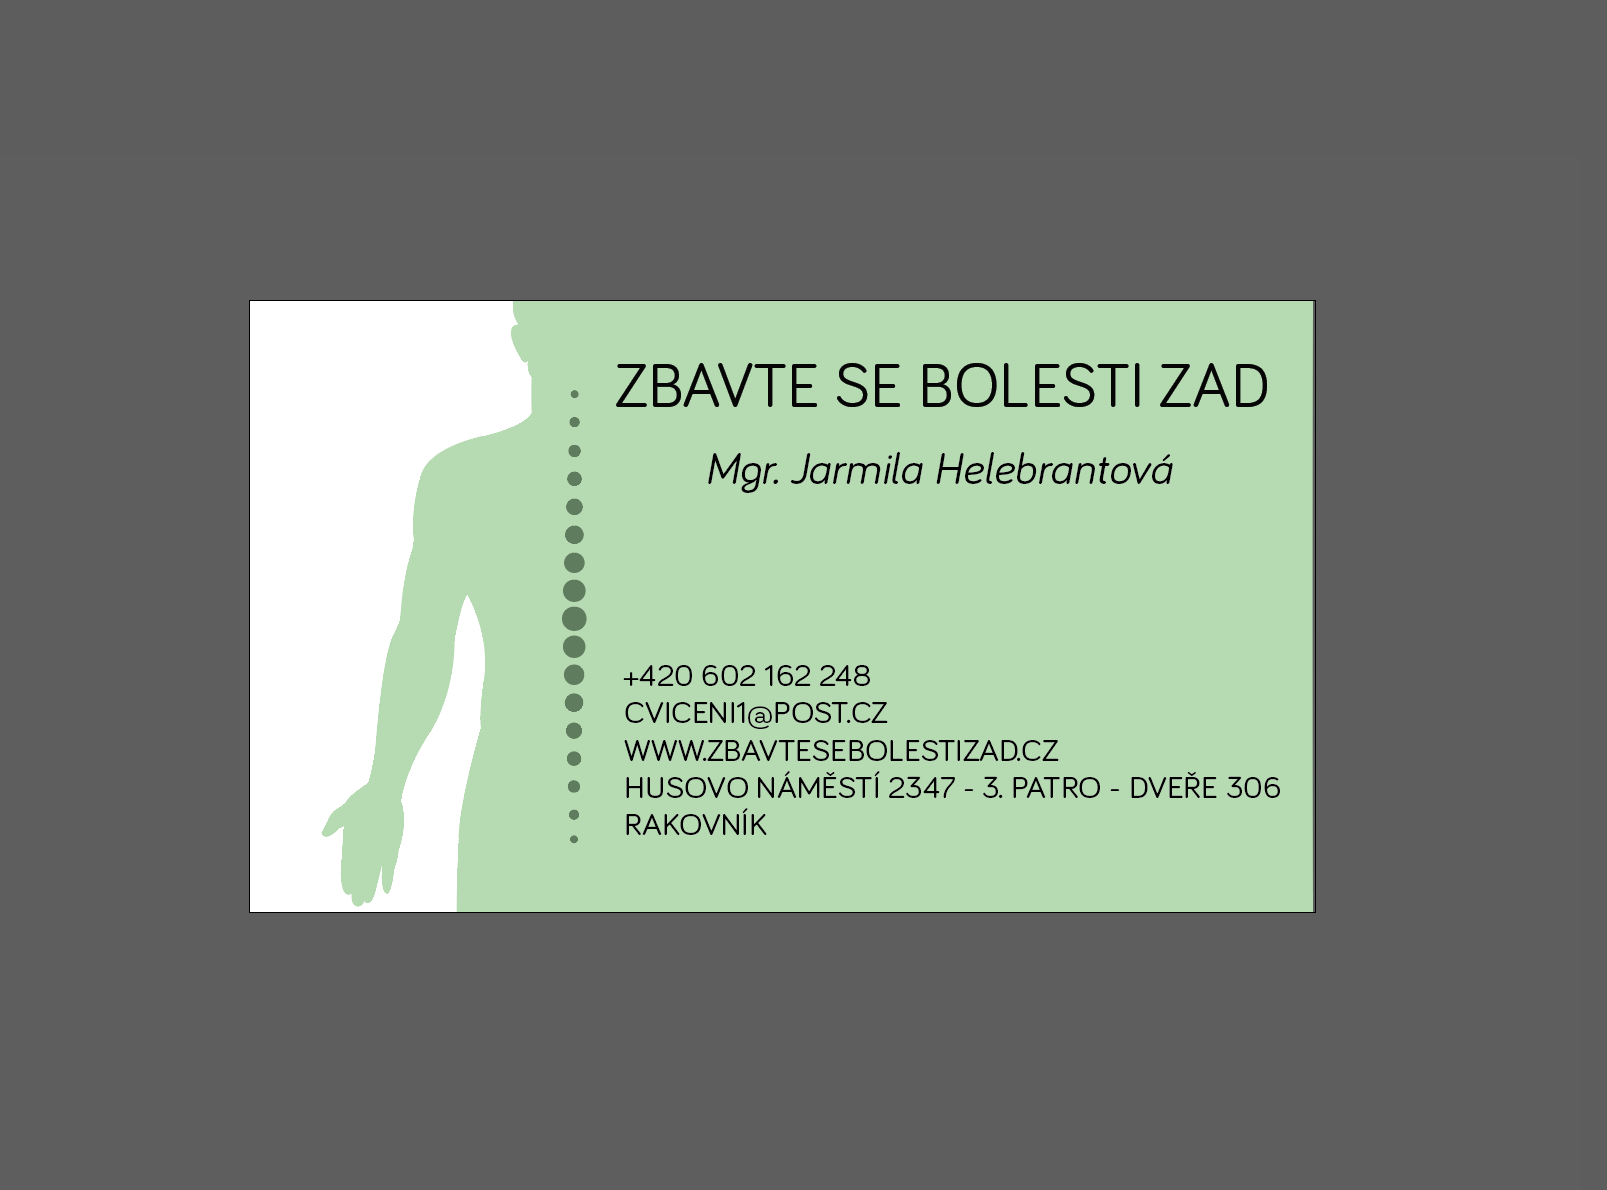 ZBAVTE SE BOLESTI ZAD
Mgr. Jarmila Helebrantová
+420 602 162 248
CVICENI1@POST.CZ
WWW.ZBAVTESEBOLESTIZAD.CZ
HUSOVO NÁMĚSTÍ 2347 - 3. PATRO - DVEŘE 306
RAKOVNÍK